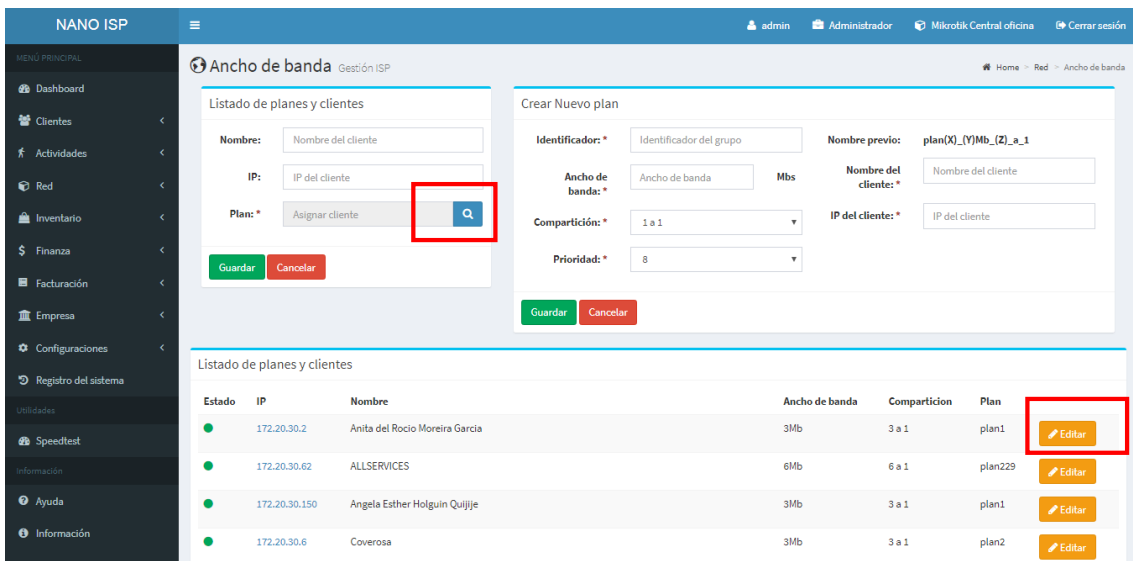 NANO ISP
admin Administrador Mikrotik Central oficina Cerrar sesión
MENÚ PRINCIPAL
Dashboard
Clientes
Actividades
Red
Inventario
Finanza
Facturación
Empresa
Configuraciones
Registro del sistema
Utilidades
Speedtest
Información
Ayuda
Información
Ancho de banda Gestión ISP
Home > Red > Ancho de banda
Listado de planes y clientes
Nombre: Nombre del cliente
IP: IP del cliente
Plan: * Asignar cliente
Guardar Cancelar
Crear Nuevo plan
Identificador: * Identificador del grupo
Ancho de banda: * Ancho de banda Mbs
Compartición: * 1 a 1
Prioridad: * 8
Nombre previo: plan(X)_(Y)Mb_(Z)_a_1
Nombre del cliente: * Nombre del cliente
IP del cliente: * IP del cliente
Guardar Cancelar
Listado de planes y clientes
Estado IP Nombre Ancho de banda Comparticion Plan
172.20.30.2 Anita del Rocio Moreira Garcia 3Mb 3 a 1 plan1 Editar
172.20.30.62 ALLSERVICES 6Mb 6 a 1 plan229 Editar
172.20.30.150 Angela Esther Holguin Quijije 3Mb 3 a 1 plan1 Editar
172.20.30.6 Coverosa 3Mb 3 a 1 plan2 Editar